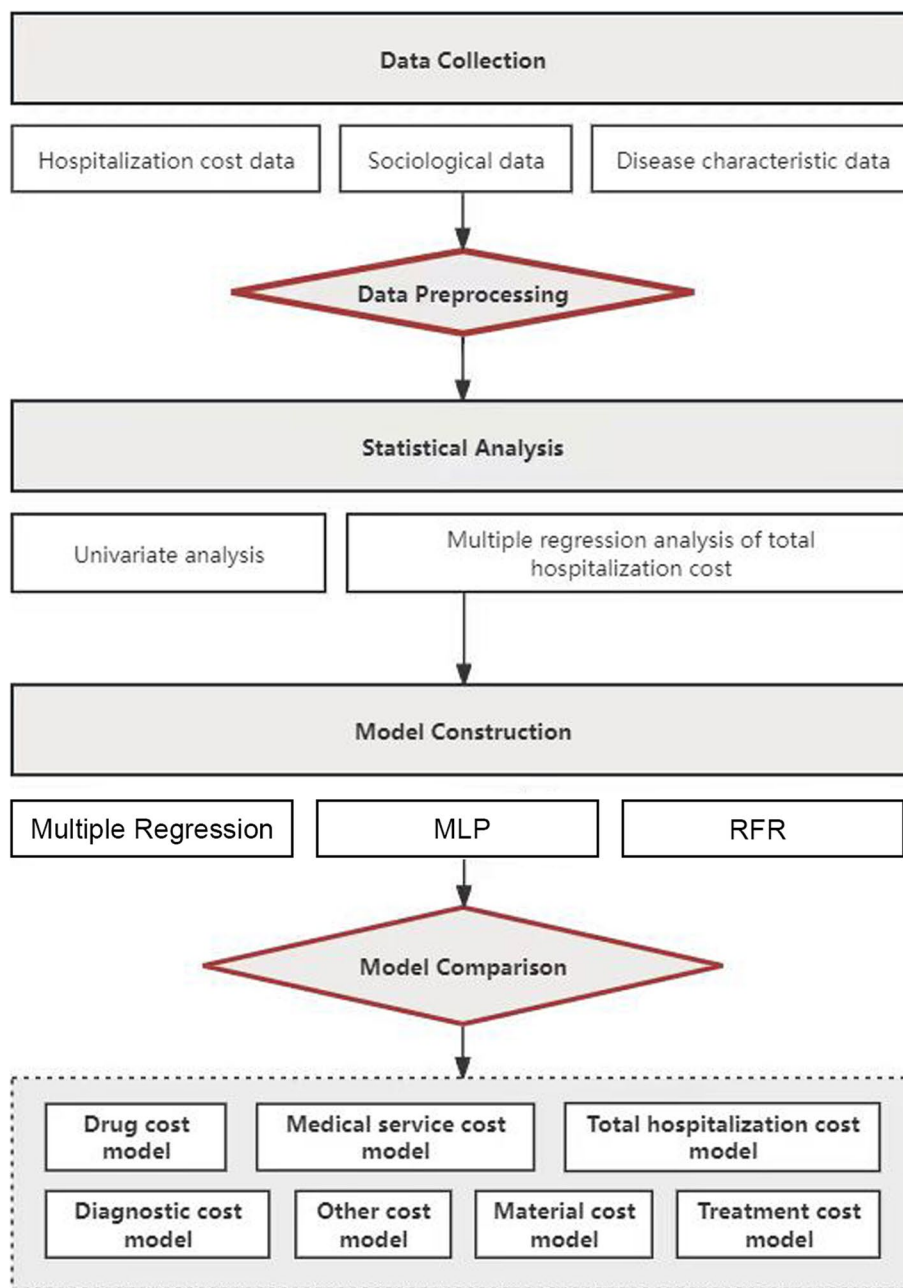 Data Collection
Hospitalization cost data
Sociological data
Disease characteristic data
Data Preprocessing
Statistical Analysis
Univariate analysis
Multiple regression analysis of total
hospitalization cost
Model Construction
Multiple Regression
MLP
RFR
Model Comparison
Drug cost
model
Medical service cost
model
Total hospitalization cost
model
Diagnostic cost
model
Other cost
model
Material cost
model
Treatment cost
model